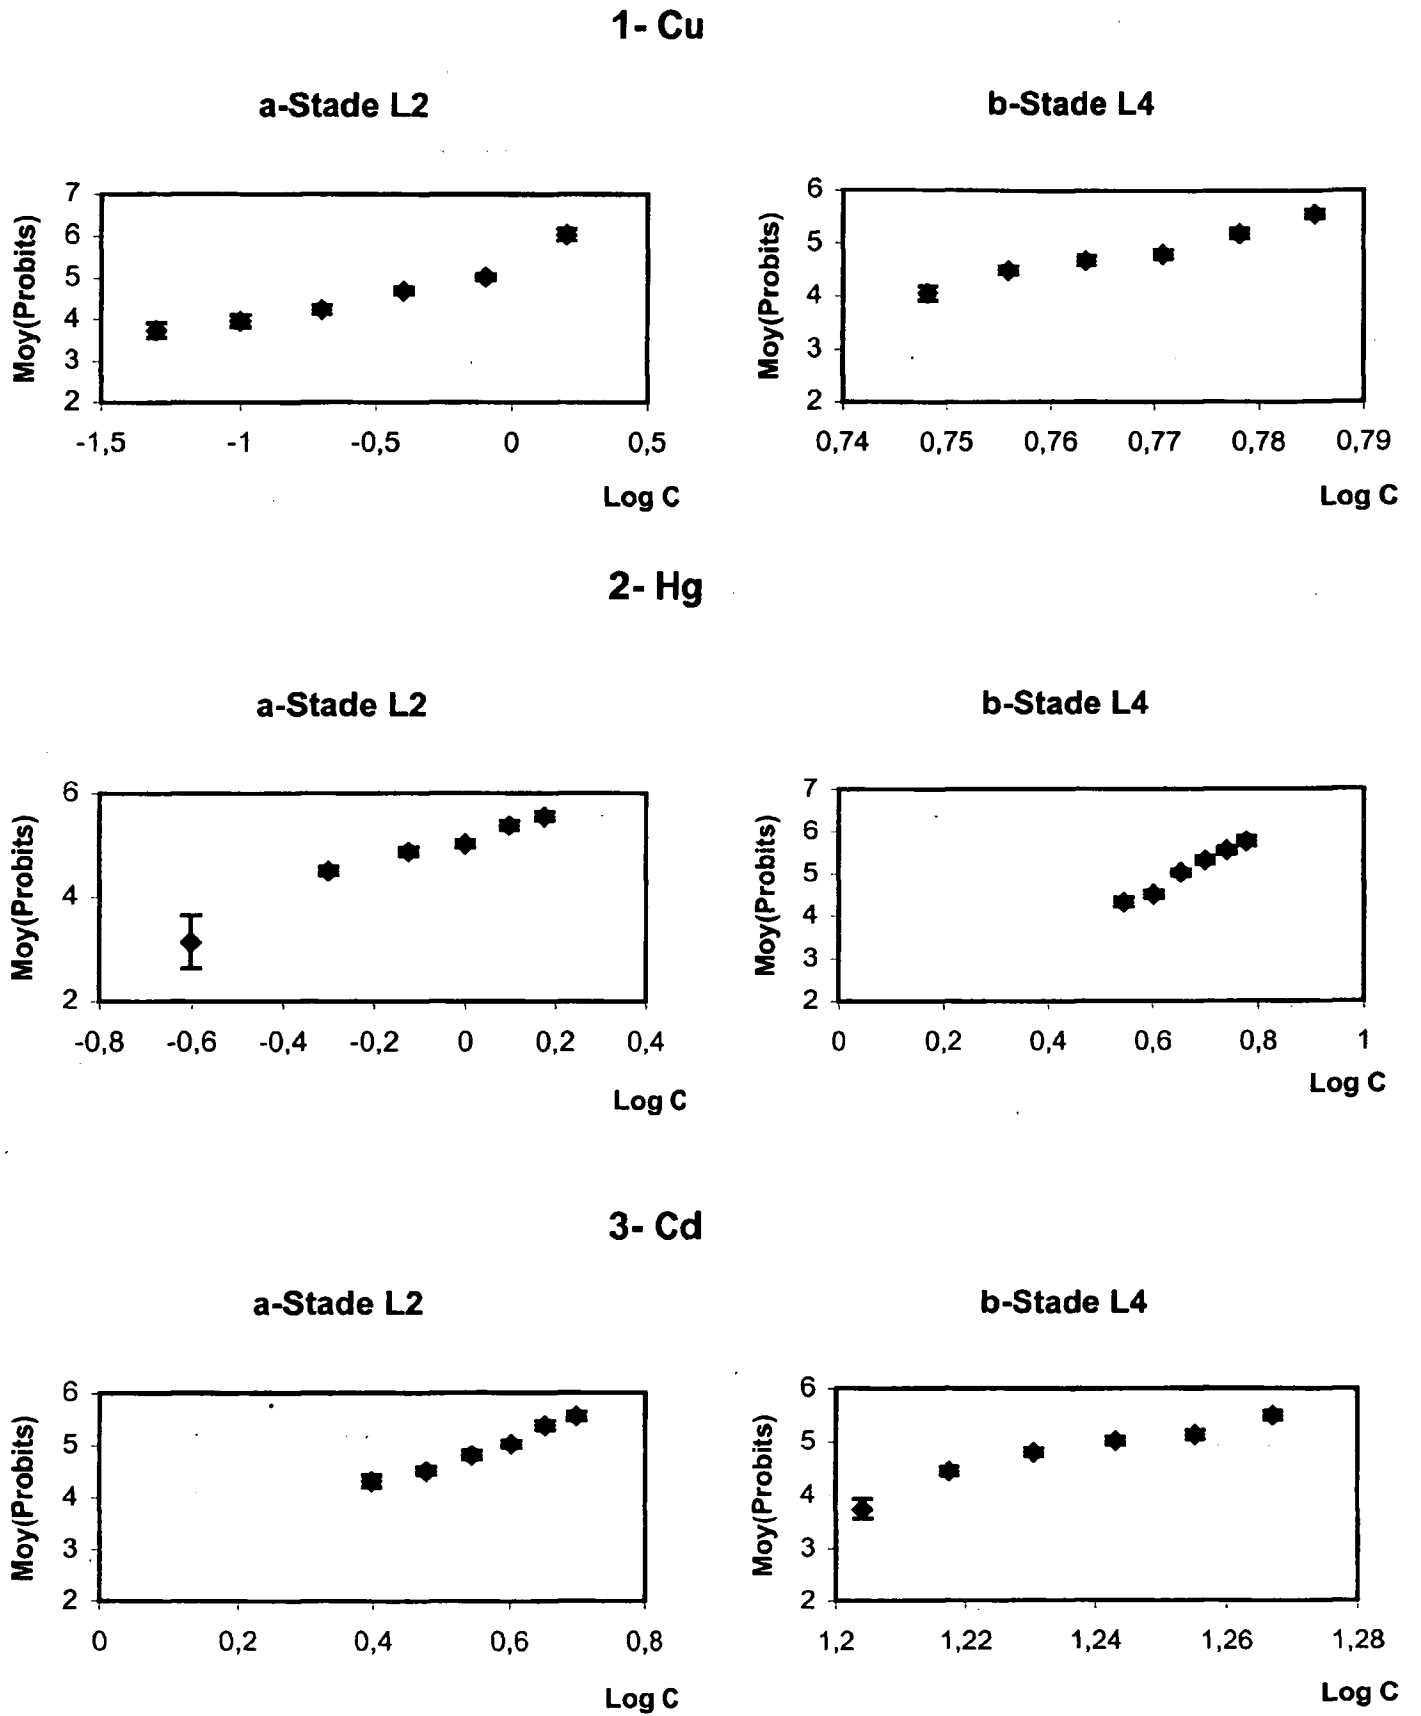 1- Cu
a-Stade L2
b-Stade L4
Moy(Probits)
7
6
5
4
3
2
-1,5 -1 -0,5 0 0,5
Log C
Moy(Probits)
6
5
4
3
2
0,74 0,75 0,76 0,77 0,78 0,79
Log C
2- Hg
a-Stade L2
b-Stade L4
Moy(Probits)
6
4
2
-0,8 -0,6 -0,4 -0,2 0 0,2 0,4
Log C
Moy(Probits)
7
6
5
4
3
2
0 0,2 0,4 0,6 0,8 1
Log C
3- Cd
a-Stade L2
b-Stade L4
Moy(Probits)
6
5
4
3
2
0 0,2 0,4 0,6 0,8
Log C
Moy(Probits)
6
5
4
3
2
1,2 1,22 1,24 1,26 1,28
Log C